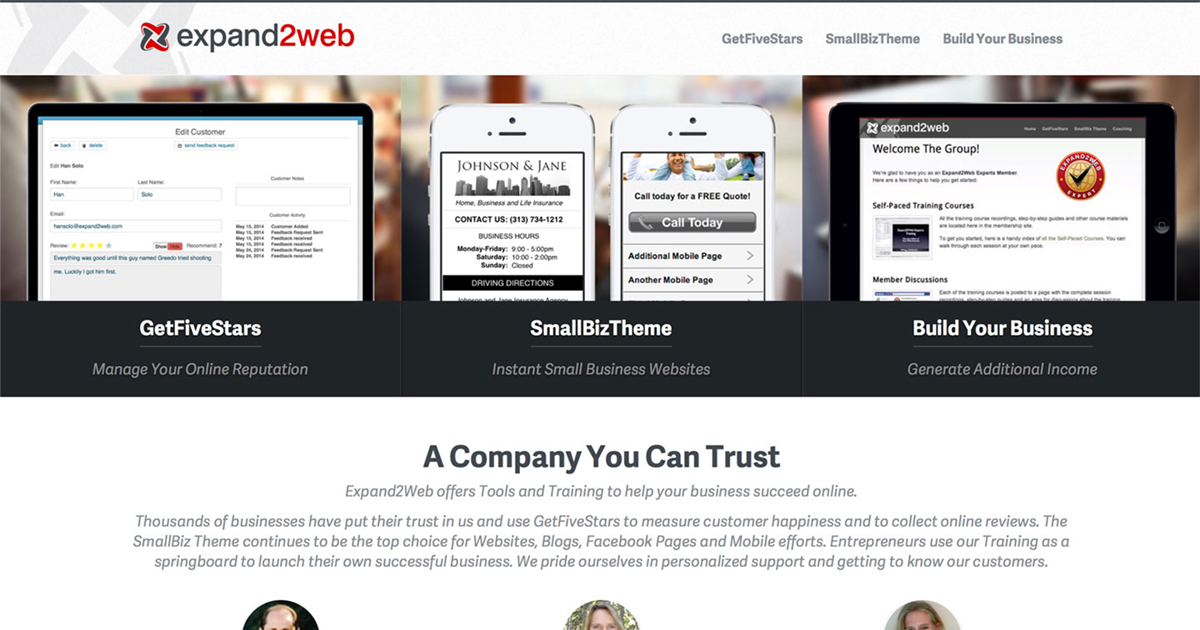 expand2web
GetFiveStars
SmallBizTheme
Build Your Business
Edit Customer
back
delete
send feedback request
Edit Han Solo
First Name:
Last Name:
Han
Solo
Email:
hansolo@expand2web.com
Review:
Show
Hide
Recommend: 7
Everything was good until this guy named Greedo tried shooting
me. Luckily I got him first.
Customer Notes
Customer Activity
May 15, 2014 Customer Added
May 15, 2014 Feedback Request Sent
May 15, 2014 Feedback received
May 24, 2014 Feedback Request Sent
May 24, 2014 Feedback received
May 24, 2014 Feedback received
JOHNSON & JANE
Home, Business and Life Insurance
CONTACT US: (313) 734-1212
BUSINESS HOURS
Monday-Friday: 9:00 - 5:00pm
Saturday: 10:00 - 2:00pm
Sunday: Closed
DRIVING DIRECTIONS
Johnson and Jane Insurance Agency
Call today for a FREE Quote!
Call Today
Additional Mobile Page
Another Mobile Page
expand2web
Home
GetFiveStars
SmallBiz Theme
Coaching
Welcome The Group!
We're glad to have you as an Expand2Web Experts Member.
Here are a few things to help you get started:
EXPAND2WEB
EXPERT
Self-Paced Training Courses
All the training course recordings, step-by-step guides and other course materials
are located here in the membership site.
To get you started, here is a handy index of all the Self-Paced Courses. You can
walk through each session at your own pace.
Member Discussions
Each of the training courses is posted to a page with the complete session
recordings, step-by-step guides and an area for discussions about the training
GetFiveStars
Manage Your Online Reputation
SmallBizTheme
Instant Small Business Websites
Build Your Business
Generate Additional Income
A Company You Can Trust
Expand2Web offers Tools and Training to help your business succeed online.
Thousands of businesses have put their trust in us and use GetFiveStars to measure customer happiness and to collect online reviews. The
SmallBiz Theme continues to be the top choice for Websites, Blogs, Facebook Pages and Mobile efforts. Entrepreneurs use our Training as a
springboard to launch their own successful business. We pride ourselves in personalized support and getting to know our customers.